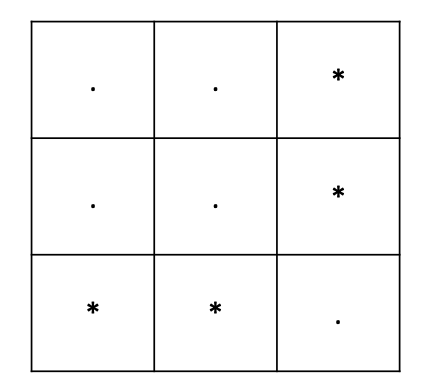 . . *
. . *
* * .